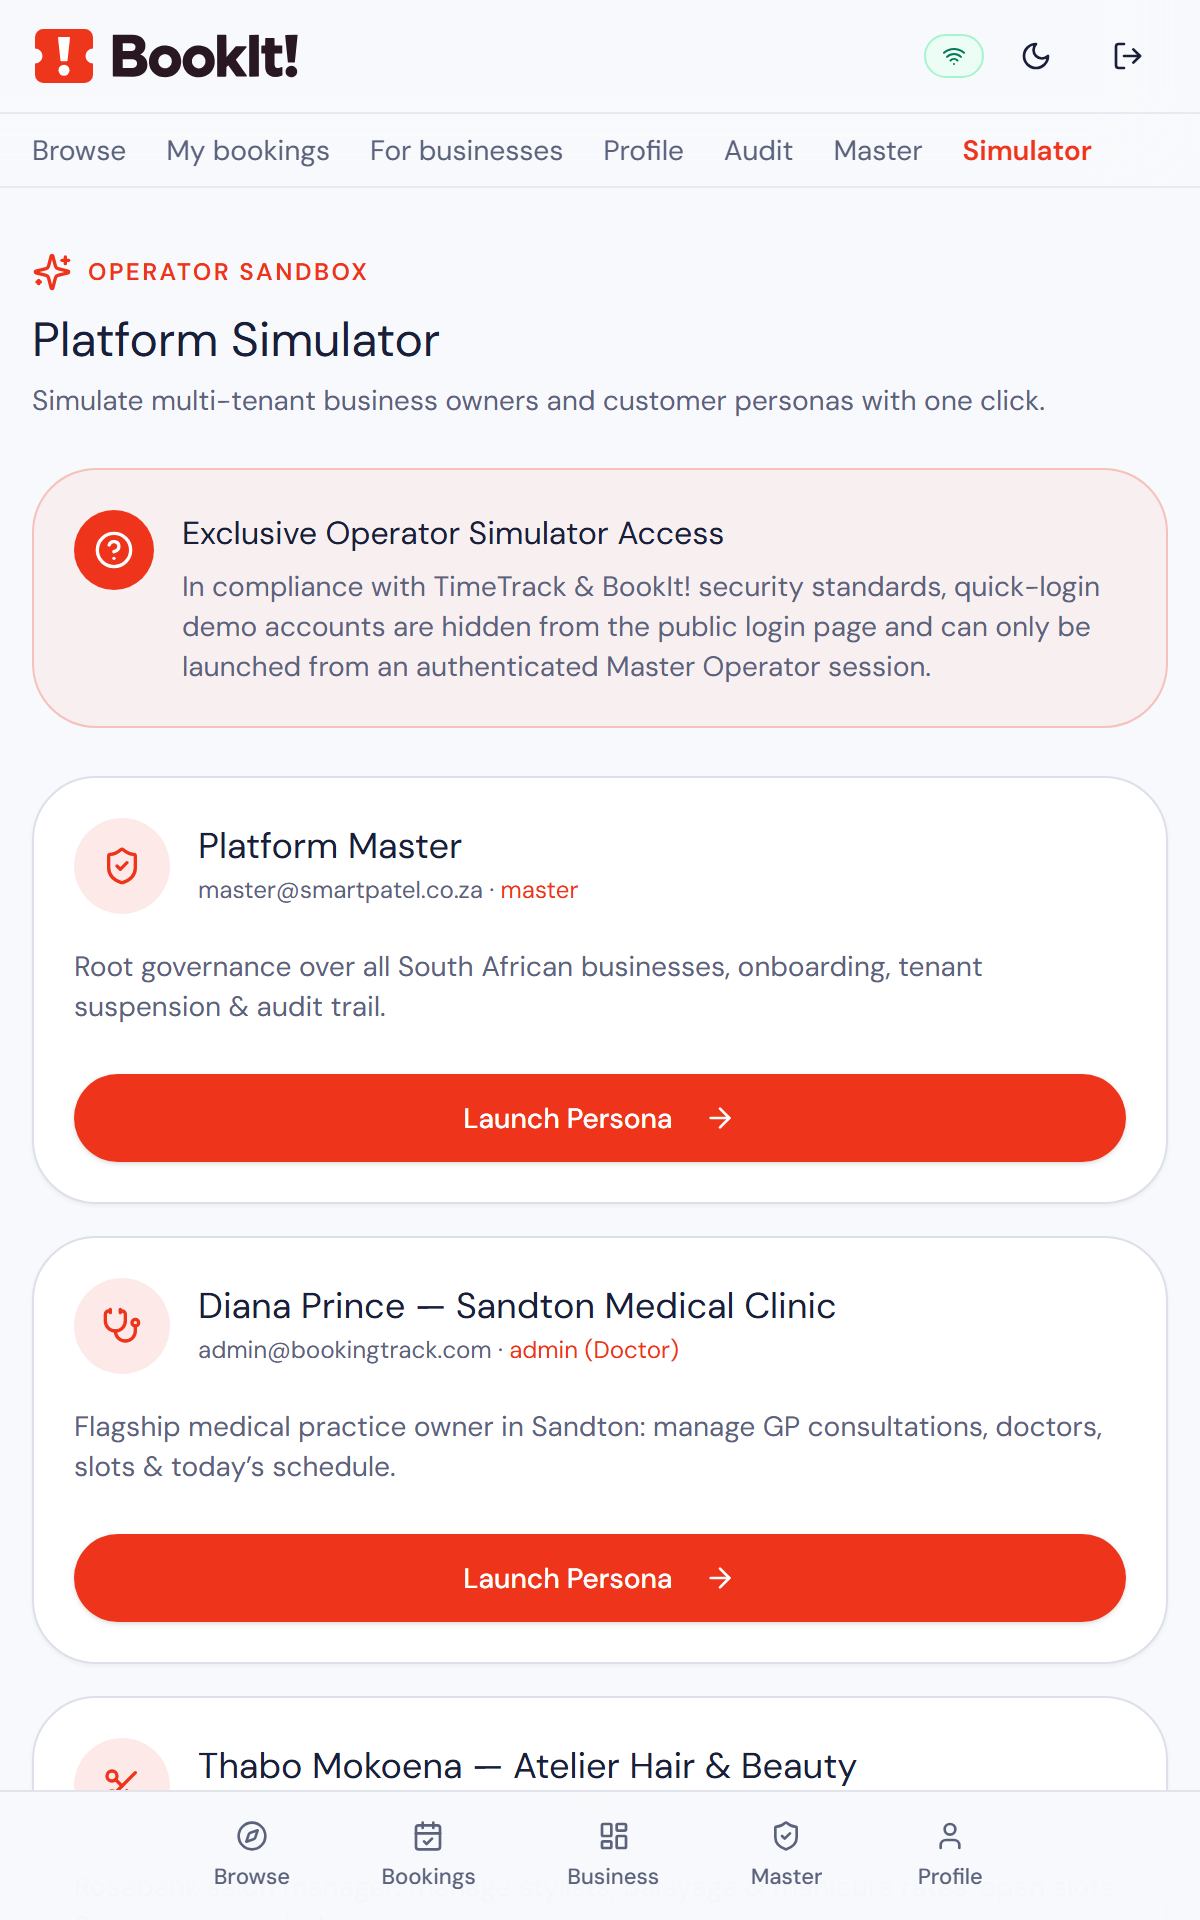 BookIt!
Browse My bookings For businesses Profile Audit Master Simulator
OPERATOR SANDBOX
Platform Simulator
Simulate multi-tenant business owners and customer personas with one click.
Exclusive Operator Simulator Access
In compliance with TimeTrack & BookIt! security standards, quick-login
demo accounts are hidden from the public login page and can only be
launched from an authenticated Master Operator session.
Platform Master
master@smartpatel.co.za · master
Root governance over all South African businesses, onboarding, tenant
suspension & audit trail.
Launch Persona
Diana Prince — Sandton Medical Clinic
admin@bookingtrack.com · admin (Doctor)
Flagship medical practice owner in Sandton: manage GP consultations, doctors,
slots & today's schedule.
Launch Persona
Thabo Mokoena — Atelier Hair & Beauty
Browse Bookings Business Master Profile